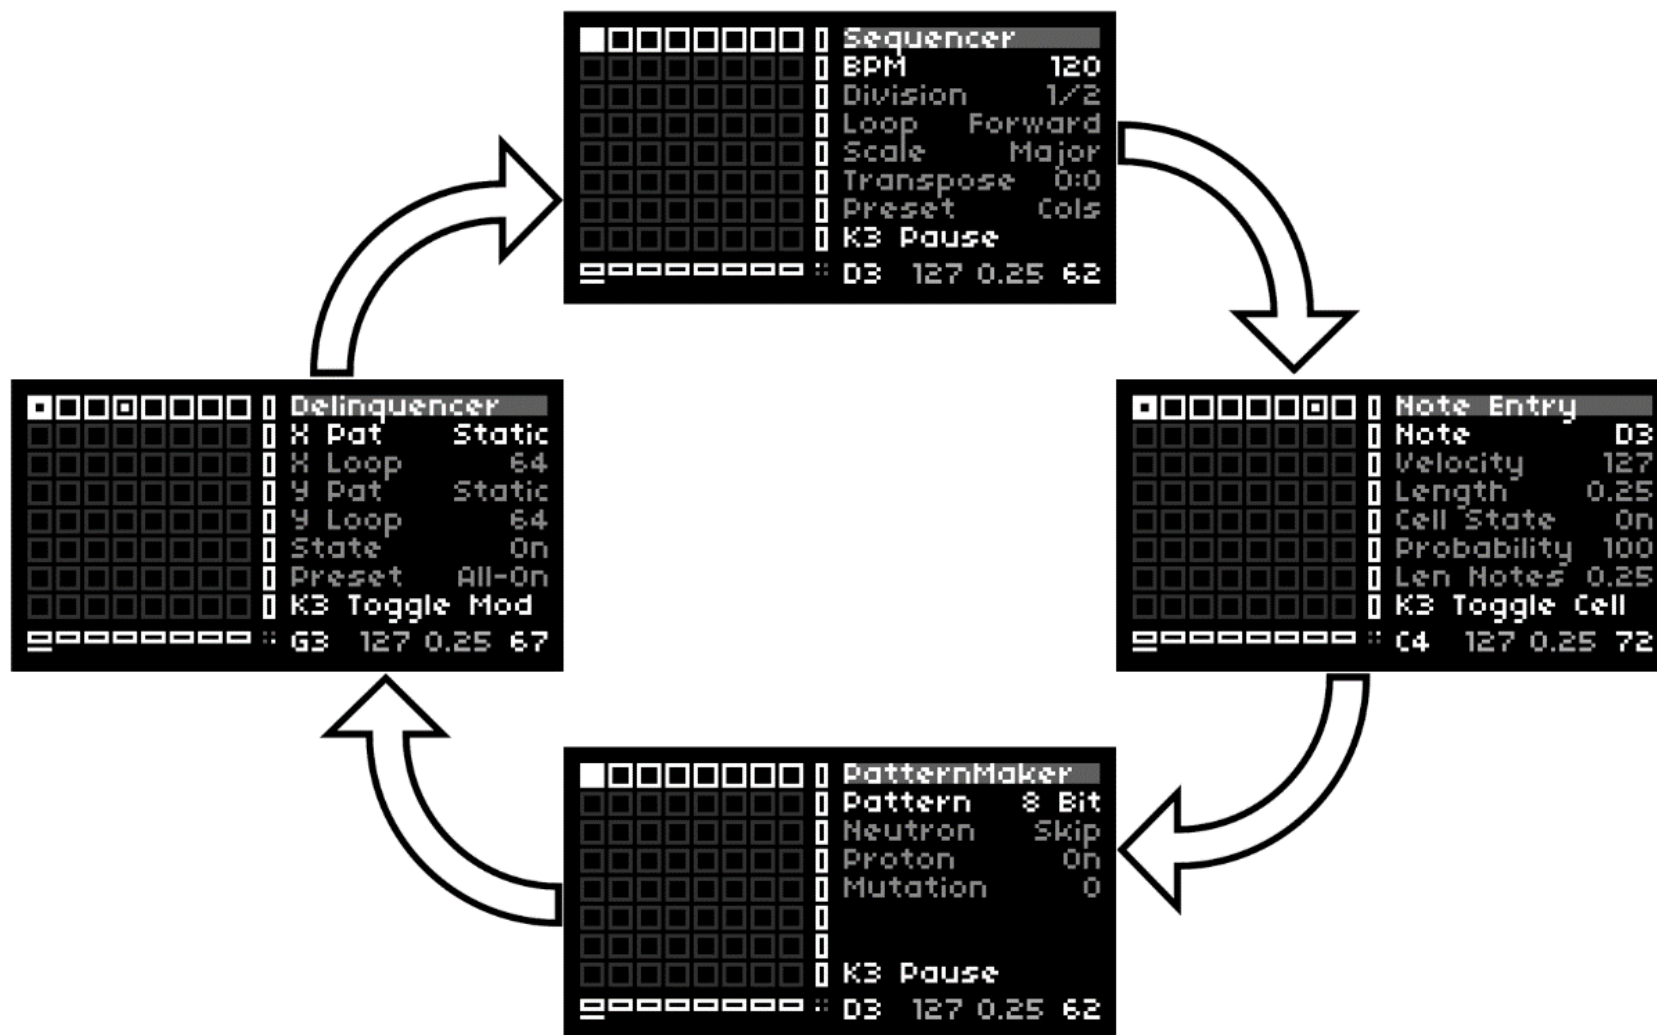 Sequencer
BPM 120
Division 1/2
Loop Forward
Scale Major
Transpose 0:0
Preset Cols
K3 Pause
D3 127 0.25 62
Delinquencer
X Pat Static
X Loop 64
Y Pat Static
Y Loop 64
State On
Preset All-On
K3 Toggle Mod
G3 127 0.25 67
Note Entry
Note D3
Velocity 127
Length 0.25
Cell State On
Probability 100
Len Notes 0.25
K3 Toggle Cell
C4 127 0.25 72
PatternMaker
Pattern 8 Bit
Neutron Skip
Proton On
Mutation 0
K3 Pause
D3 127 0.25 62